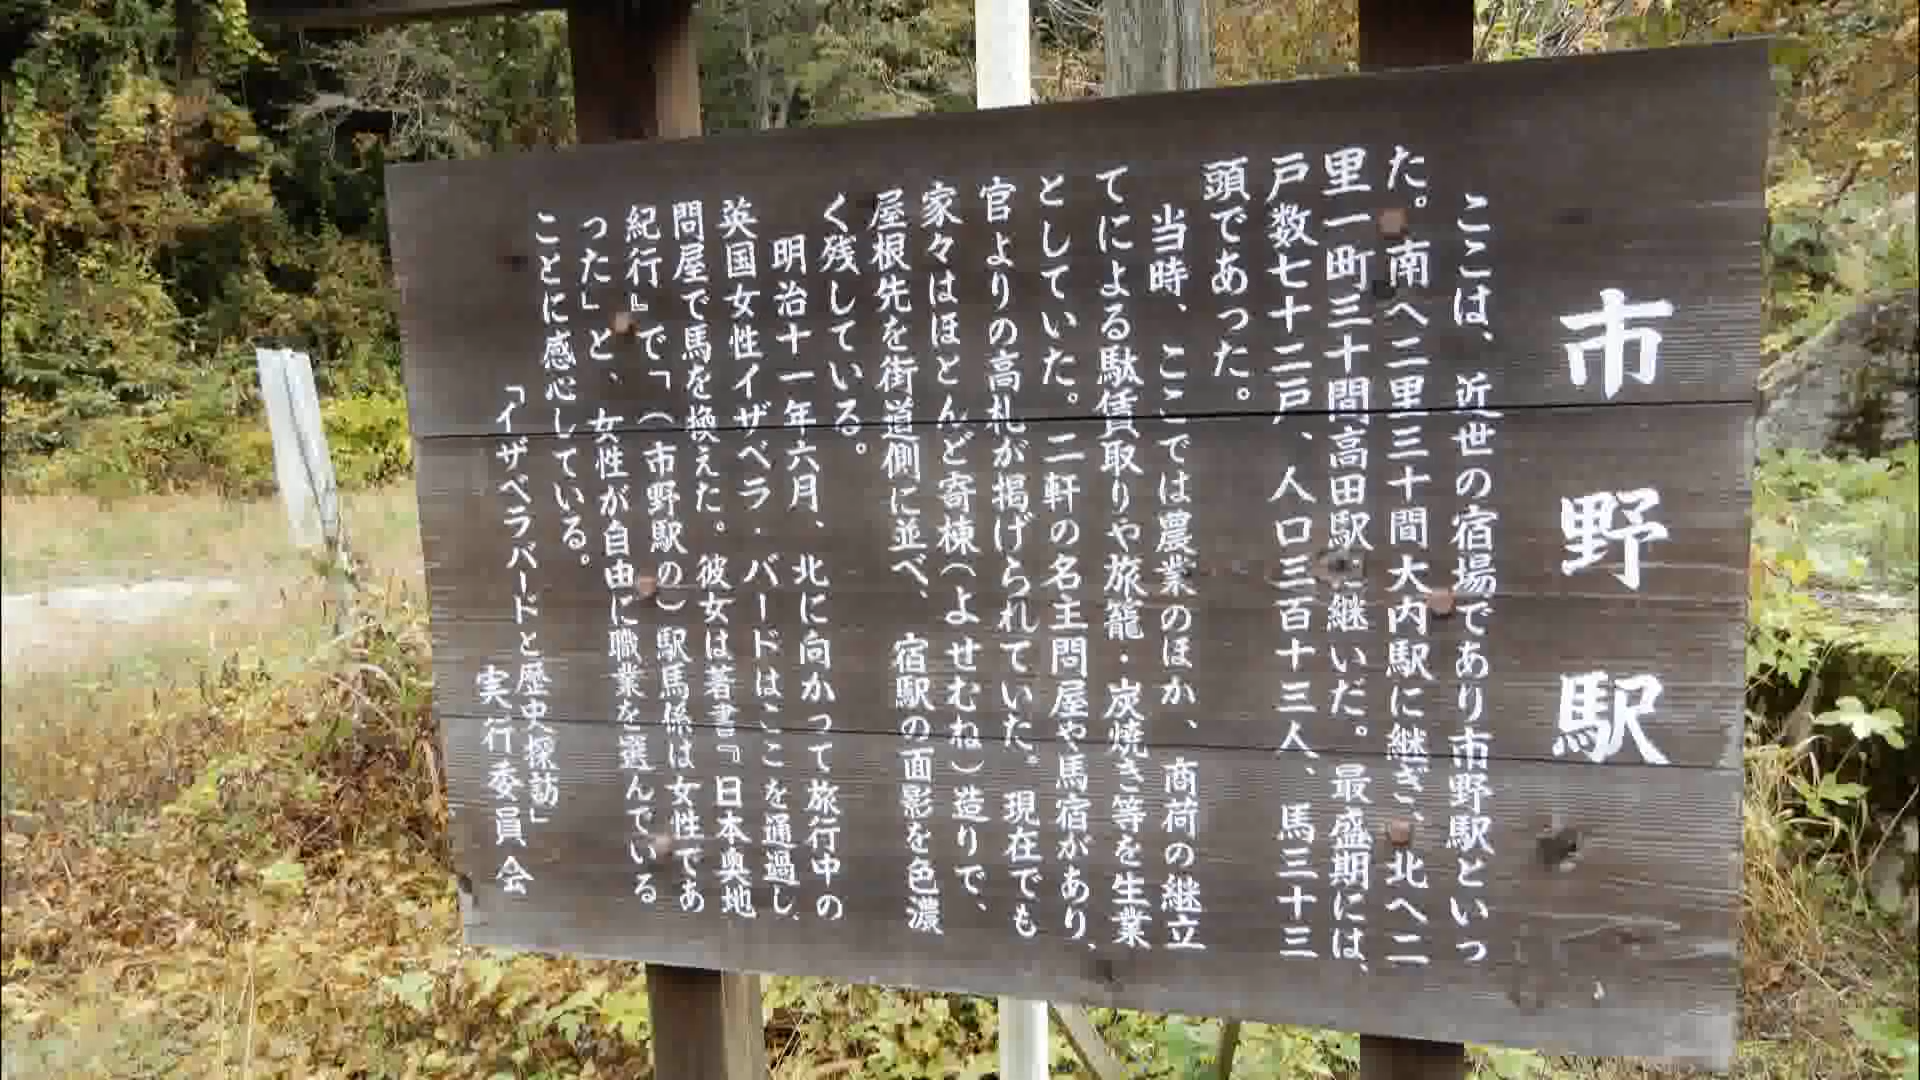 市野駅
ここは、近世の宿場であり市野駅といっ
た。南へ二里三十間大内駅に継ぎ、北へ二
里一町三十間高田駅に継いだ。最盛期には、
戸数七十二戸、人口三百十三人、馬三十三
頭であった。
当時、ここでは農業のほか、商荷の継立
てによる駄賃取りや旅籠・炭焼き等を生業
としていた。二軒の名主問屋や馬宿があり、
官よりの高札が掲げられていた。現在でも
家々はほとんど寄棟（よせむね）造りで、
屋根先を街道側に並べ、宿駅の面影を色濃
く残している。
明治十一年六月、北に向かって旅行中の
英国女性イザベラ・バードはここを通過し、
問屋で馬を換えた。彼女は著書『日本奥地
紀行』で「（市野駅の）駅馬係は女性であ
った」と、女性が自由に職業を選んでいる
ことに感心している。
「イザベラバードと歴史探訪」
実行委員会